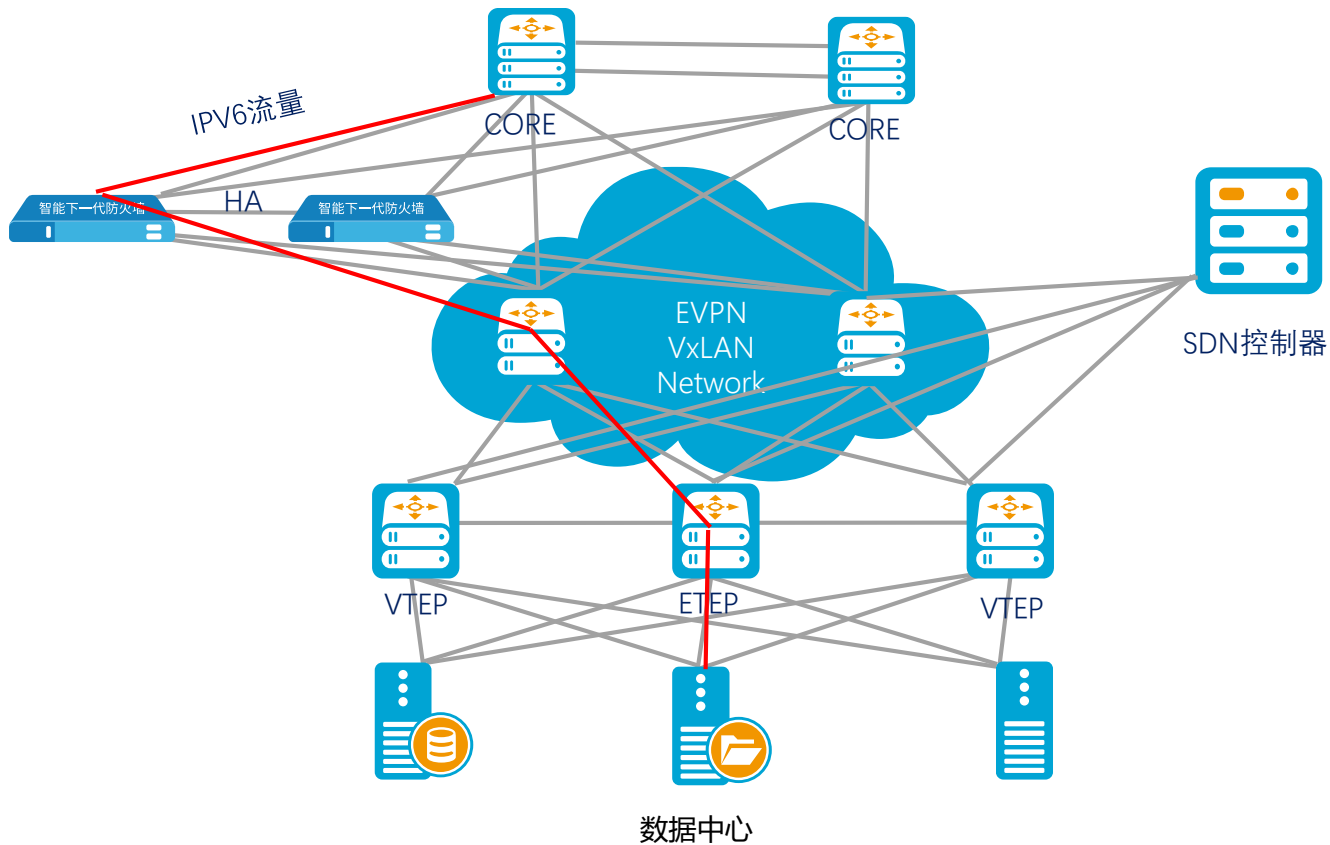 CORE
CORE
IPV6流量
智能下一代防火墙
HA
智能下一代防火墙
EVPN
VxLAN
Network
SDN控制器
VTEP
ETEP
VTEP
数据中心